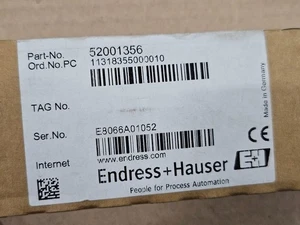 Part-No. 52001356
Ord.No.PC 11318355000010
TAG No.
Ser.No. E8066A01052
Internet www.endress.com
Made in Germany
CE
Endress+Hauser EH
People for Process Automation